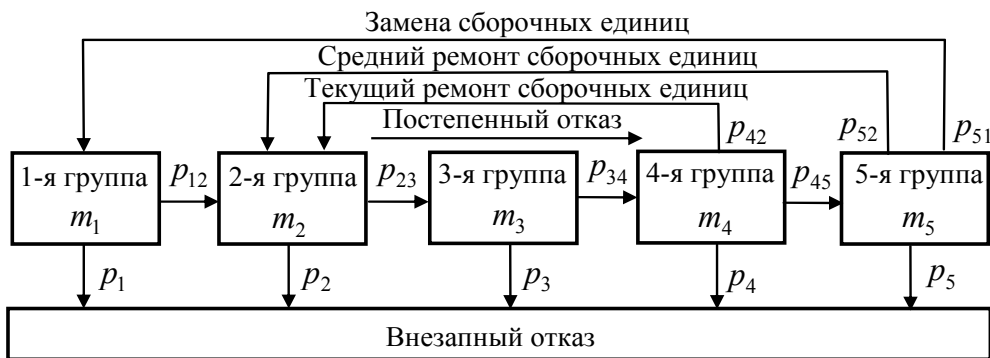 Замена сборочных единиц
Средний ремонт сборочных единиц
Текущий ремонт сборочных единиц
Постепенный отказ
p42
p52
p51
1-я группа
m1
p12
2-я группа
m2
p23
3-я группа
m3
p34
4-я группа
m4
p45
5-я группа
m5
p1
p2
p3
p4
p5
Внезапный отказ